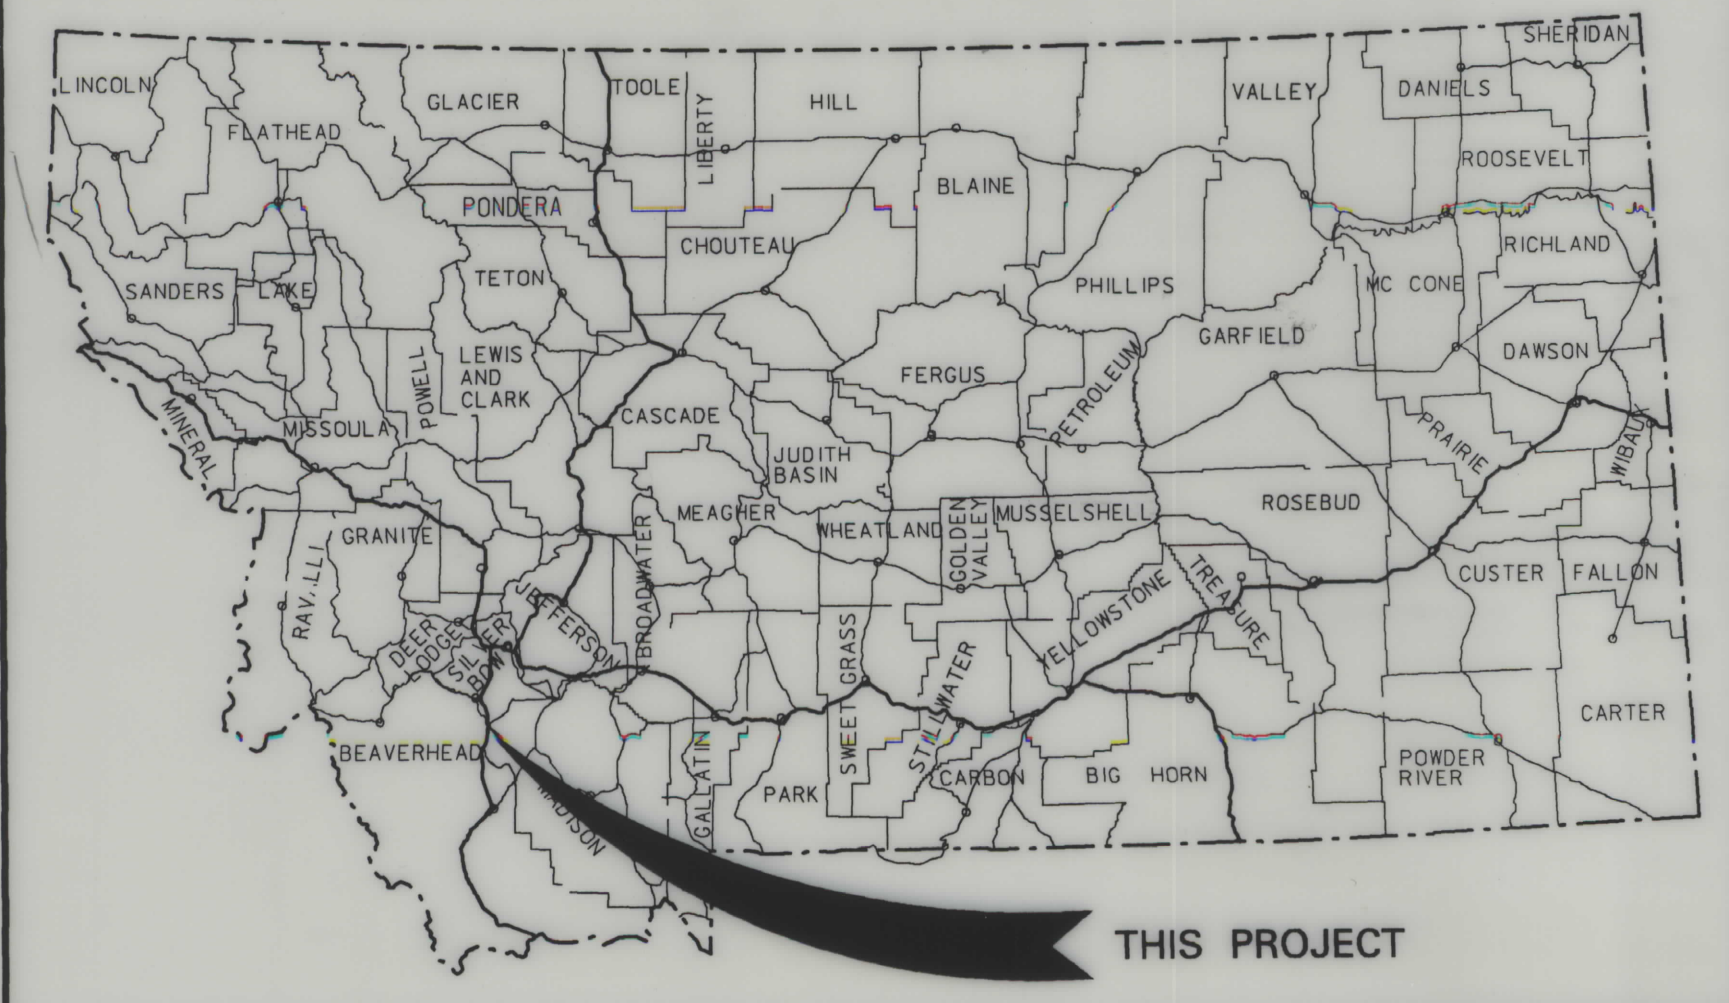 SHERIDAN
LINCOLN
GLACIER
TOOLE
LIBERTY
HILL
VALLEY
DANIELS
FLATHEAD
ROOSEVELT
BLAINE
PONDERA
CHOUTEAU
RICHLAND
SANDERS
LAKE
TETON
PHILLIPS
MC CONE
GARFIELD
DAWSON
POWELL
LEWIS
AND
CLARK
FERGUS
PETROLEUM
MINERAL
MISSOULA
CASCADE
PRAIRIE
WIBAUX
JUDITH
BASIN
MEAGHER
WHEATLAND
GOLDEN
VALLEY
MUSSELSHELL
ROSEBUD
GRANITE
RAVALLI
BROADWATER
JEFFERSON
DEER
LODGE
SILVER
BOW
SWEET GRASS
STILLWATER
YELLOWSTONE
TREASURE
CUSTER
FALLON
CARTER
BEAVERHEAD
MADISON
GALLATIN
PARK
CARBON
BIG HORN
POWDER
RIVER
THIS PROJECT